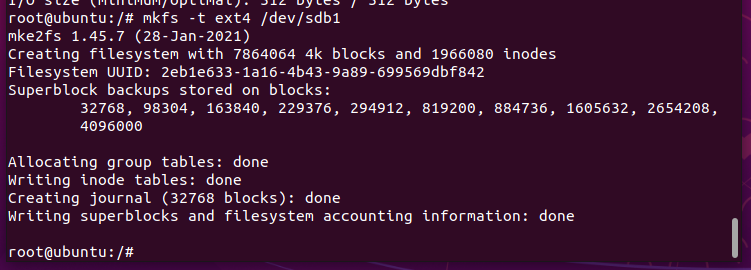 I/O size (minimum/optimal): 512 bytes / 512 bytes
root@ubuntu:/# mkfs -t ext4 /dev/sdb1
mke2fs 1.45.7 (28-Jan-2021)
Creating filesystem with 7864064 4k blocks and 1966080 inodes
Filesystem UUID: 2eb1e633-1a16-4b43-9a89-699569dbf842
Superblock backups stored on blocks:
32768, 98304, 163840, 229376, 294912, 819200, 884736, 1605632, 2654208,
4096000
Allocating group tables: done
Writing inode tables: done
Creating journal (32768 blocks): done
Writing superblocks and filesystem accounting information: done
root@ubuntu:/#